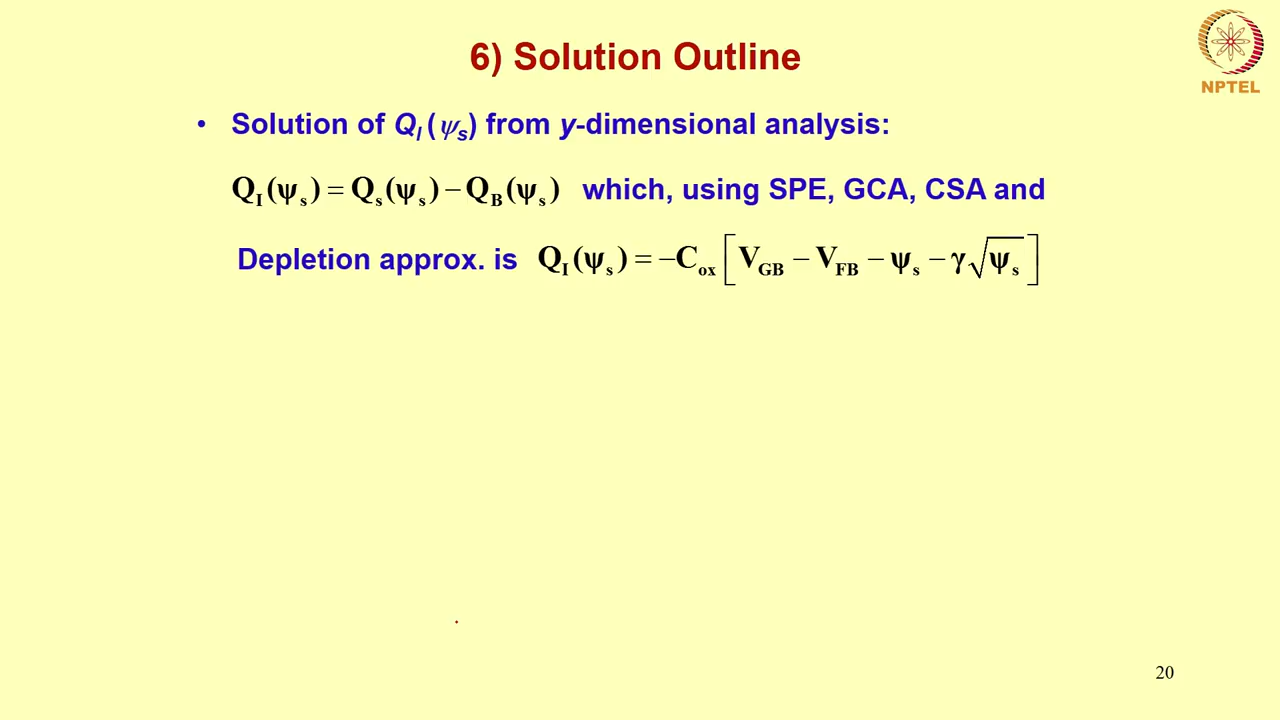 6) Solution Outline
NPTEL
• Solution of Q_I (ψ_s) from y-dimensional analysis:
Q_I(ψ_s) = Q_s(ψ_s) − Q_B(ψ_s) which, using SPE, GCA, CSA and
Depletion approx. is Q_I(ψ_s) = −C_ox [V_GB − V_FB − ψ_s − γ√ψ_s]
20